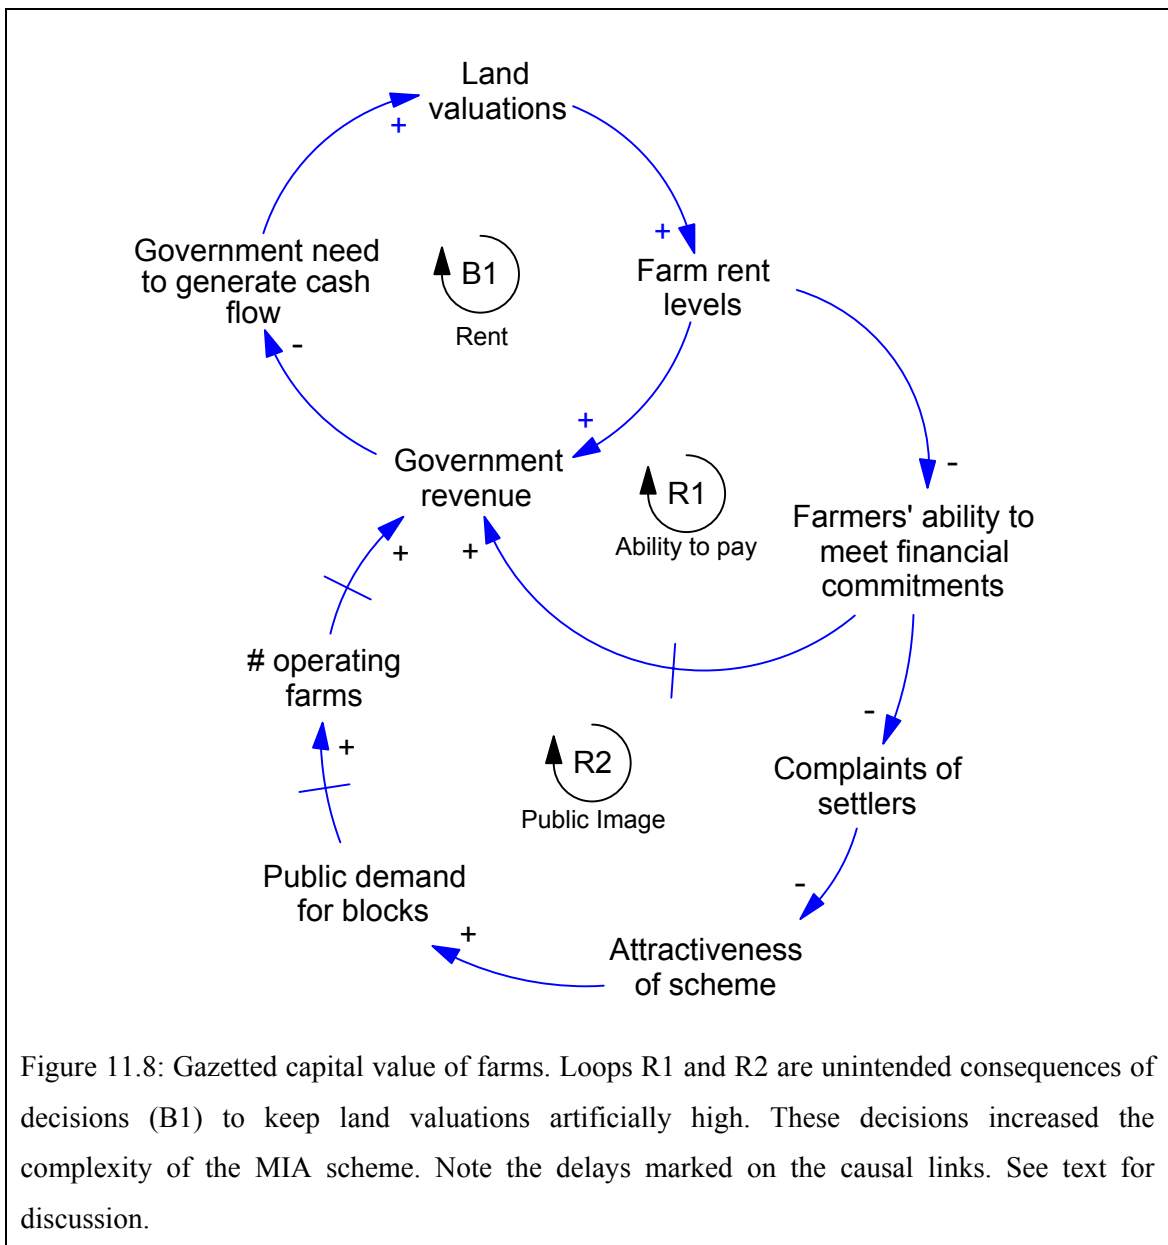 Land
valuations
+
+
Government need
to generate cash
flow
B1
Rent
Farm rent
levels
-
+
Government
revenue
R1
Ability to pay
-
Farmers' ability to
meet financial
commitments
+
+
# operating
farms
+
-
R2
Public Image
Complaints of
settlers
Public demand
for blocks
-
+
Attractiveness
of scheme
Figure 11.8: Gazetted capital value of farms. Loops R1 and R2 are unintended consequences of
decisions (B1) to keep land valuations artificially high. These decisions increased the
complexity of the MIA scheme. Note the delays marked on the causal links. See text for
discussion.